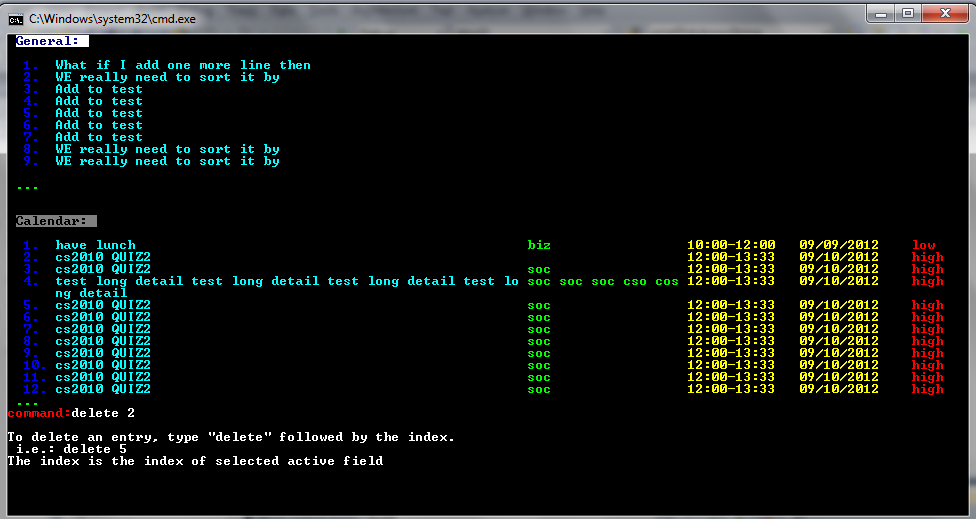 C:\Windows\system32\cmd.exe
General:
1. What if I add one more line then
2. WE really need to sort it by
3. Add to test
4. Add to test
5. Add to test
6. Add to test
7. Add to test
8. WE really need to sort it by
9. WE really need to sort it by
...
Calendar:
1. have lunch biz 10:00-12:00 09/09/2012 low
2. cs2010 QUIZ2 12:00-13:33 09/10/2012 high
3. cs2010 QUIZ2 soc 12:00-13:33 09/10/2012 high
4. test long detail test long detail test long detail test lo soc soc soc cso cos 12:00-13:33 09/10/2012 high
ng detail
5. cs2010 QUIZ2 soc 12:00-13:33 09/10/2012 high
6. cs2010 QUIZ2 soc 12:00-13:33 09/10/2012 high
7. cs2010 QUIZ2 soc 12:00-13:33 09/10/2012 high
8. cs2010 QUIZ2 soc 12:00-13:33 09/10/2012 high
9. cs2010 QUIZ2 soc 12:00-13:33 09/10/2012 high
10. cs2010 QUIZ2 soc 12:00-13:33 09/10/2012 high
11. cs2010 QUIZ2 soc 12:00-13:33 09/10/2012 high
12. cs2010 QUIZ2 soc 12:00-13:33 09/10/2012 high
...
command:delete 2
To delete an entry, type "delete" followed by the index.
i.e.: delete 5
The index is the index of selected active field